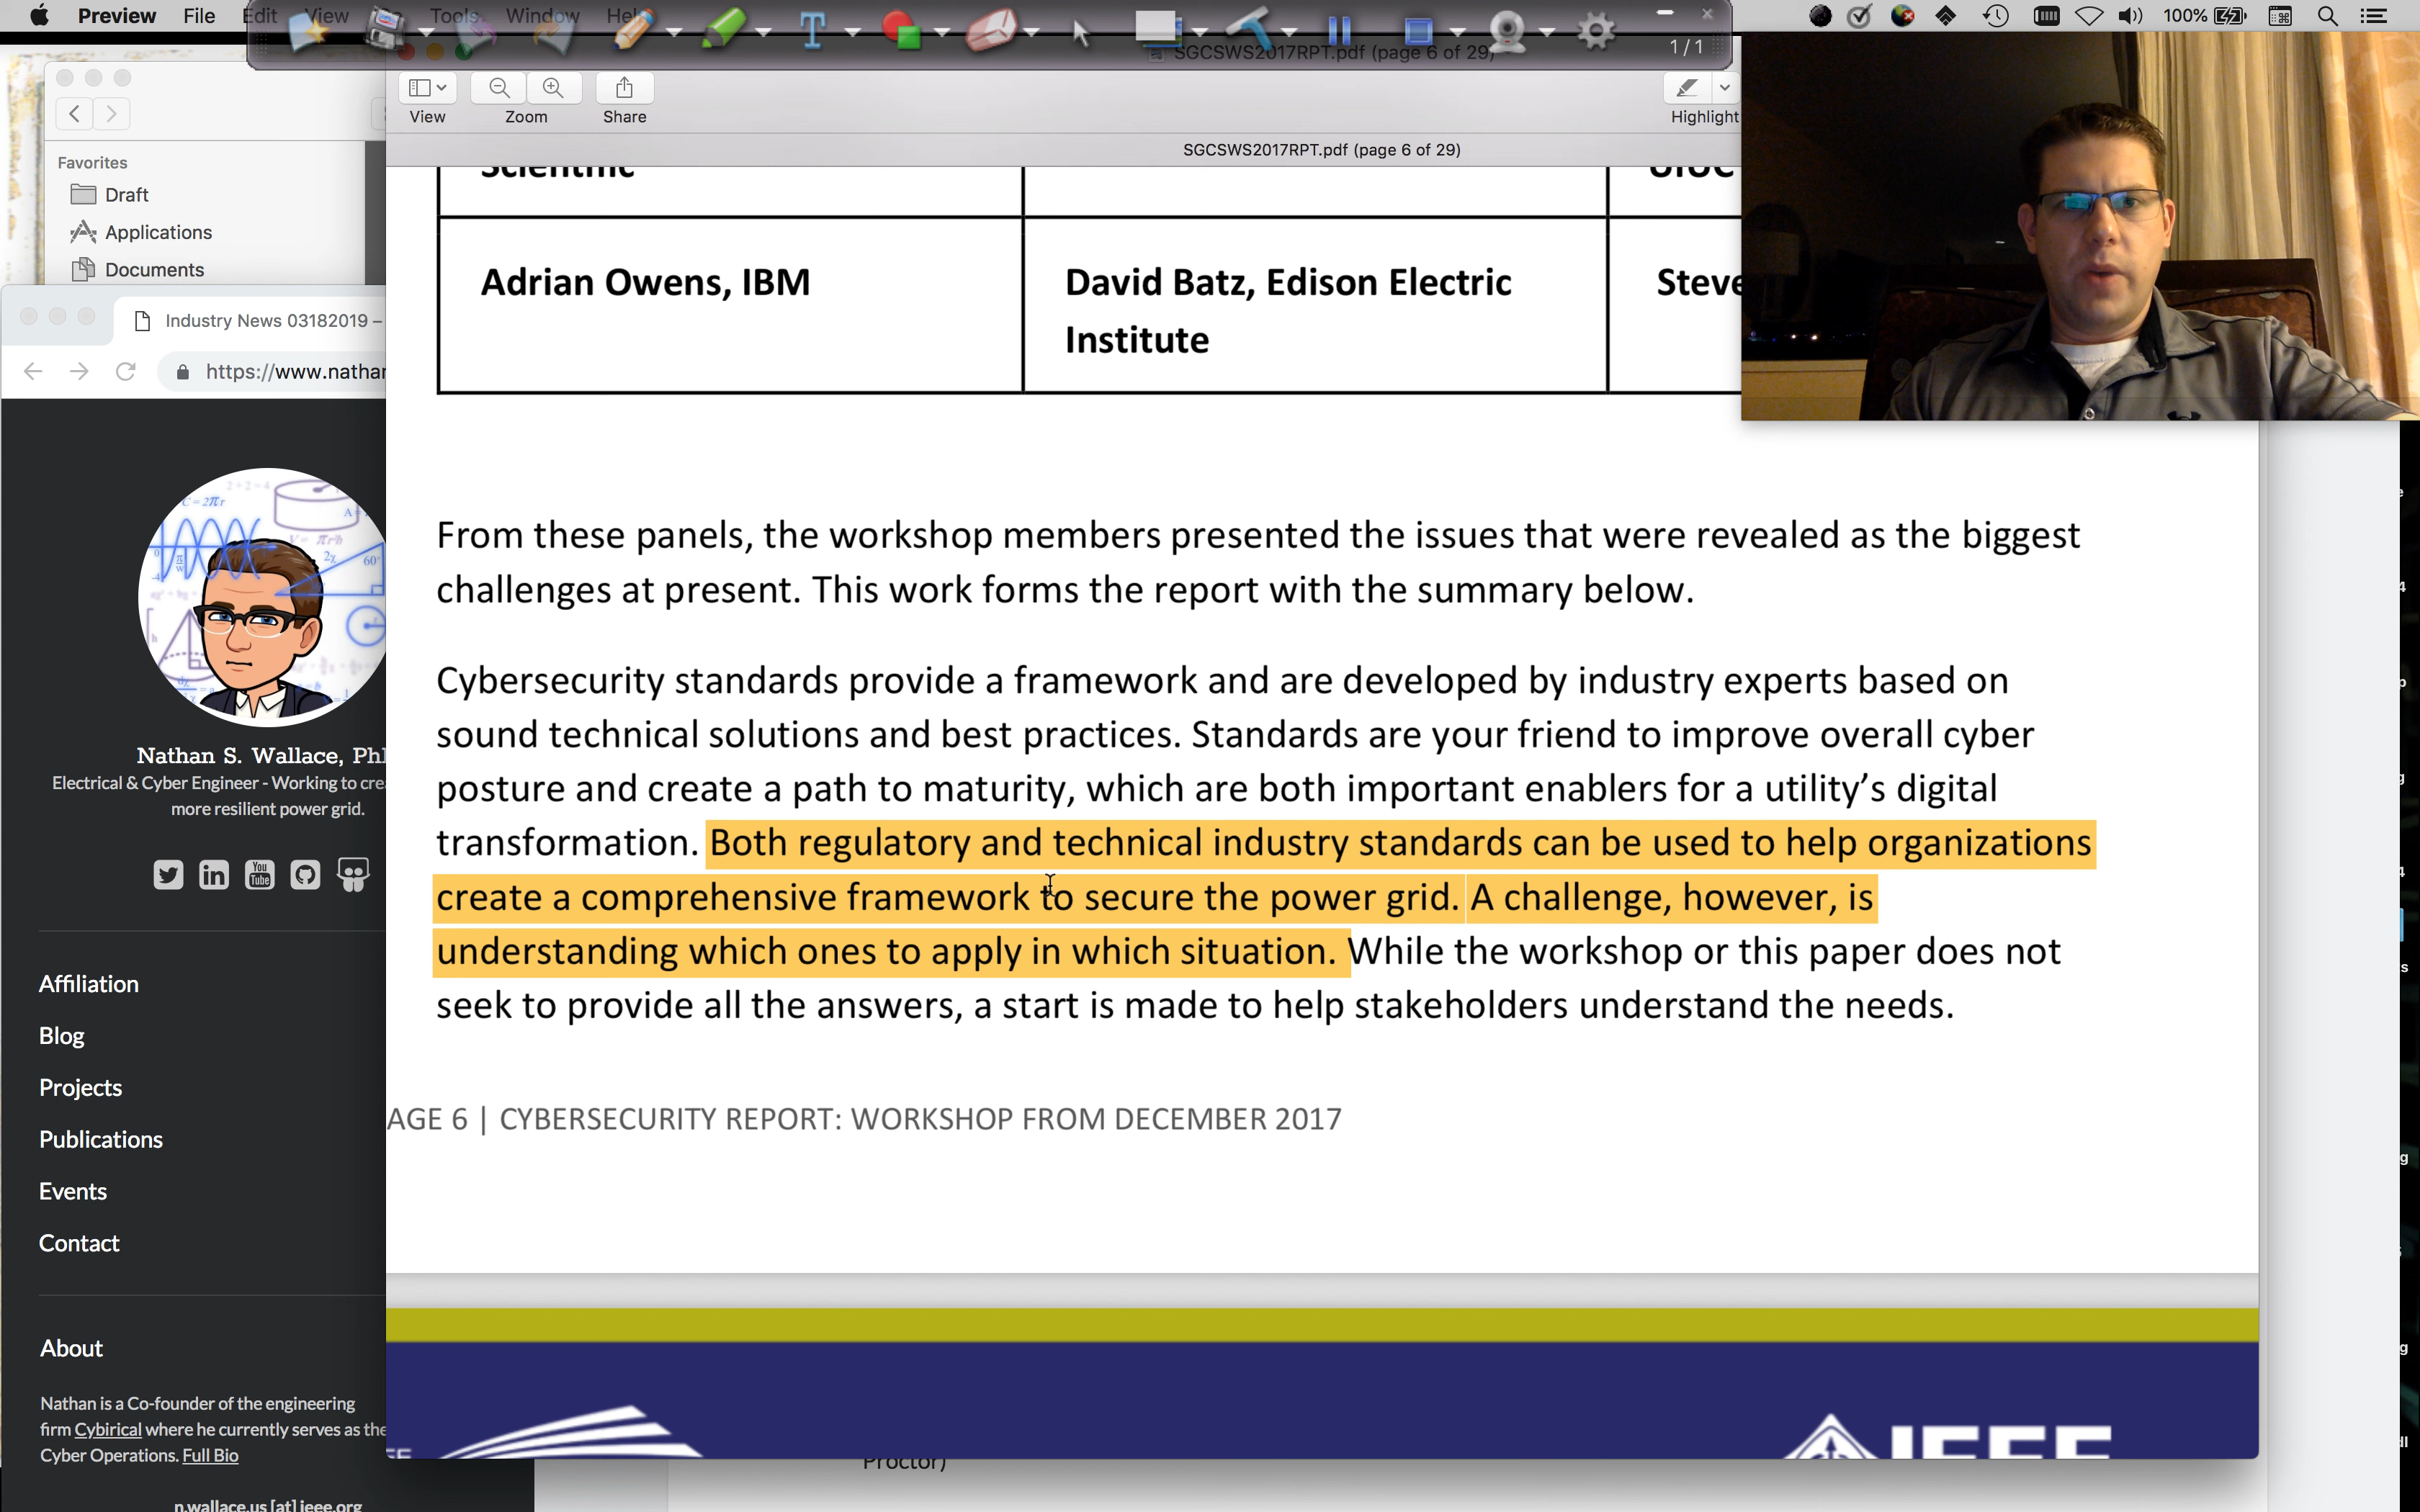 Preview File Edit View Tools Window Help
100%
1 / 1
SGCSWS2017RPT.pdf (page 6 of 29)
View Zoom Share Highlight
SGCSWS2017RPT.pdf (page 6 of 29)
Favorites
Draft
Applications
Documents
Industry News 03182019 –
https://www.nathan
Nathan S. Wallace, PhD
Electrical & Cyber Engineer - Working to cre
more resilient power grid.
You
Tube
Affiliation
Blog
Projects
Publications
Events
Contact
About
Nathan is a Co-founder of the engineering
firm Cybirical where he currently serves as the
Cyber Operations. Full Bio
n.wallace.us [at] ieee.org
Scientific
Adrian Owens, IBM
David Batz, Edison Electric
Institute
Steve
From these panels, the workshop members presented the issues that were revealed as the biggest
challenges at present. This work forms the report with the summary below.
Cybersecurity standards provide a framework and are developed by industry experts based on
sound technical solutions and best practices. Standards are your friend to improve overall cyber
posture and create a path to maturity, which are both important enablers for a utility’s digital
transformation. Both regulatory and technical industry standards can be used to help organizations
create a comprehensive framework to secure the power grid. A challenge, however, is
understanding which ones to apply in which situation. While the workshop or this paper does not
seek to provide all the answers, a start is made to help stakeholders understand the needs.
AGE 6 | CYBERSECURITY REPORT: WORKSHOP FROM DECEMBER 2017
IEEE
Proctor)